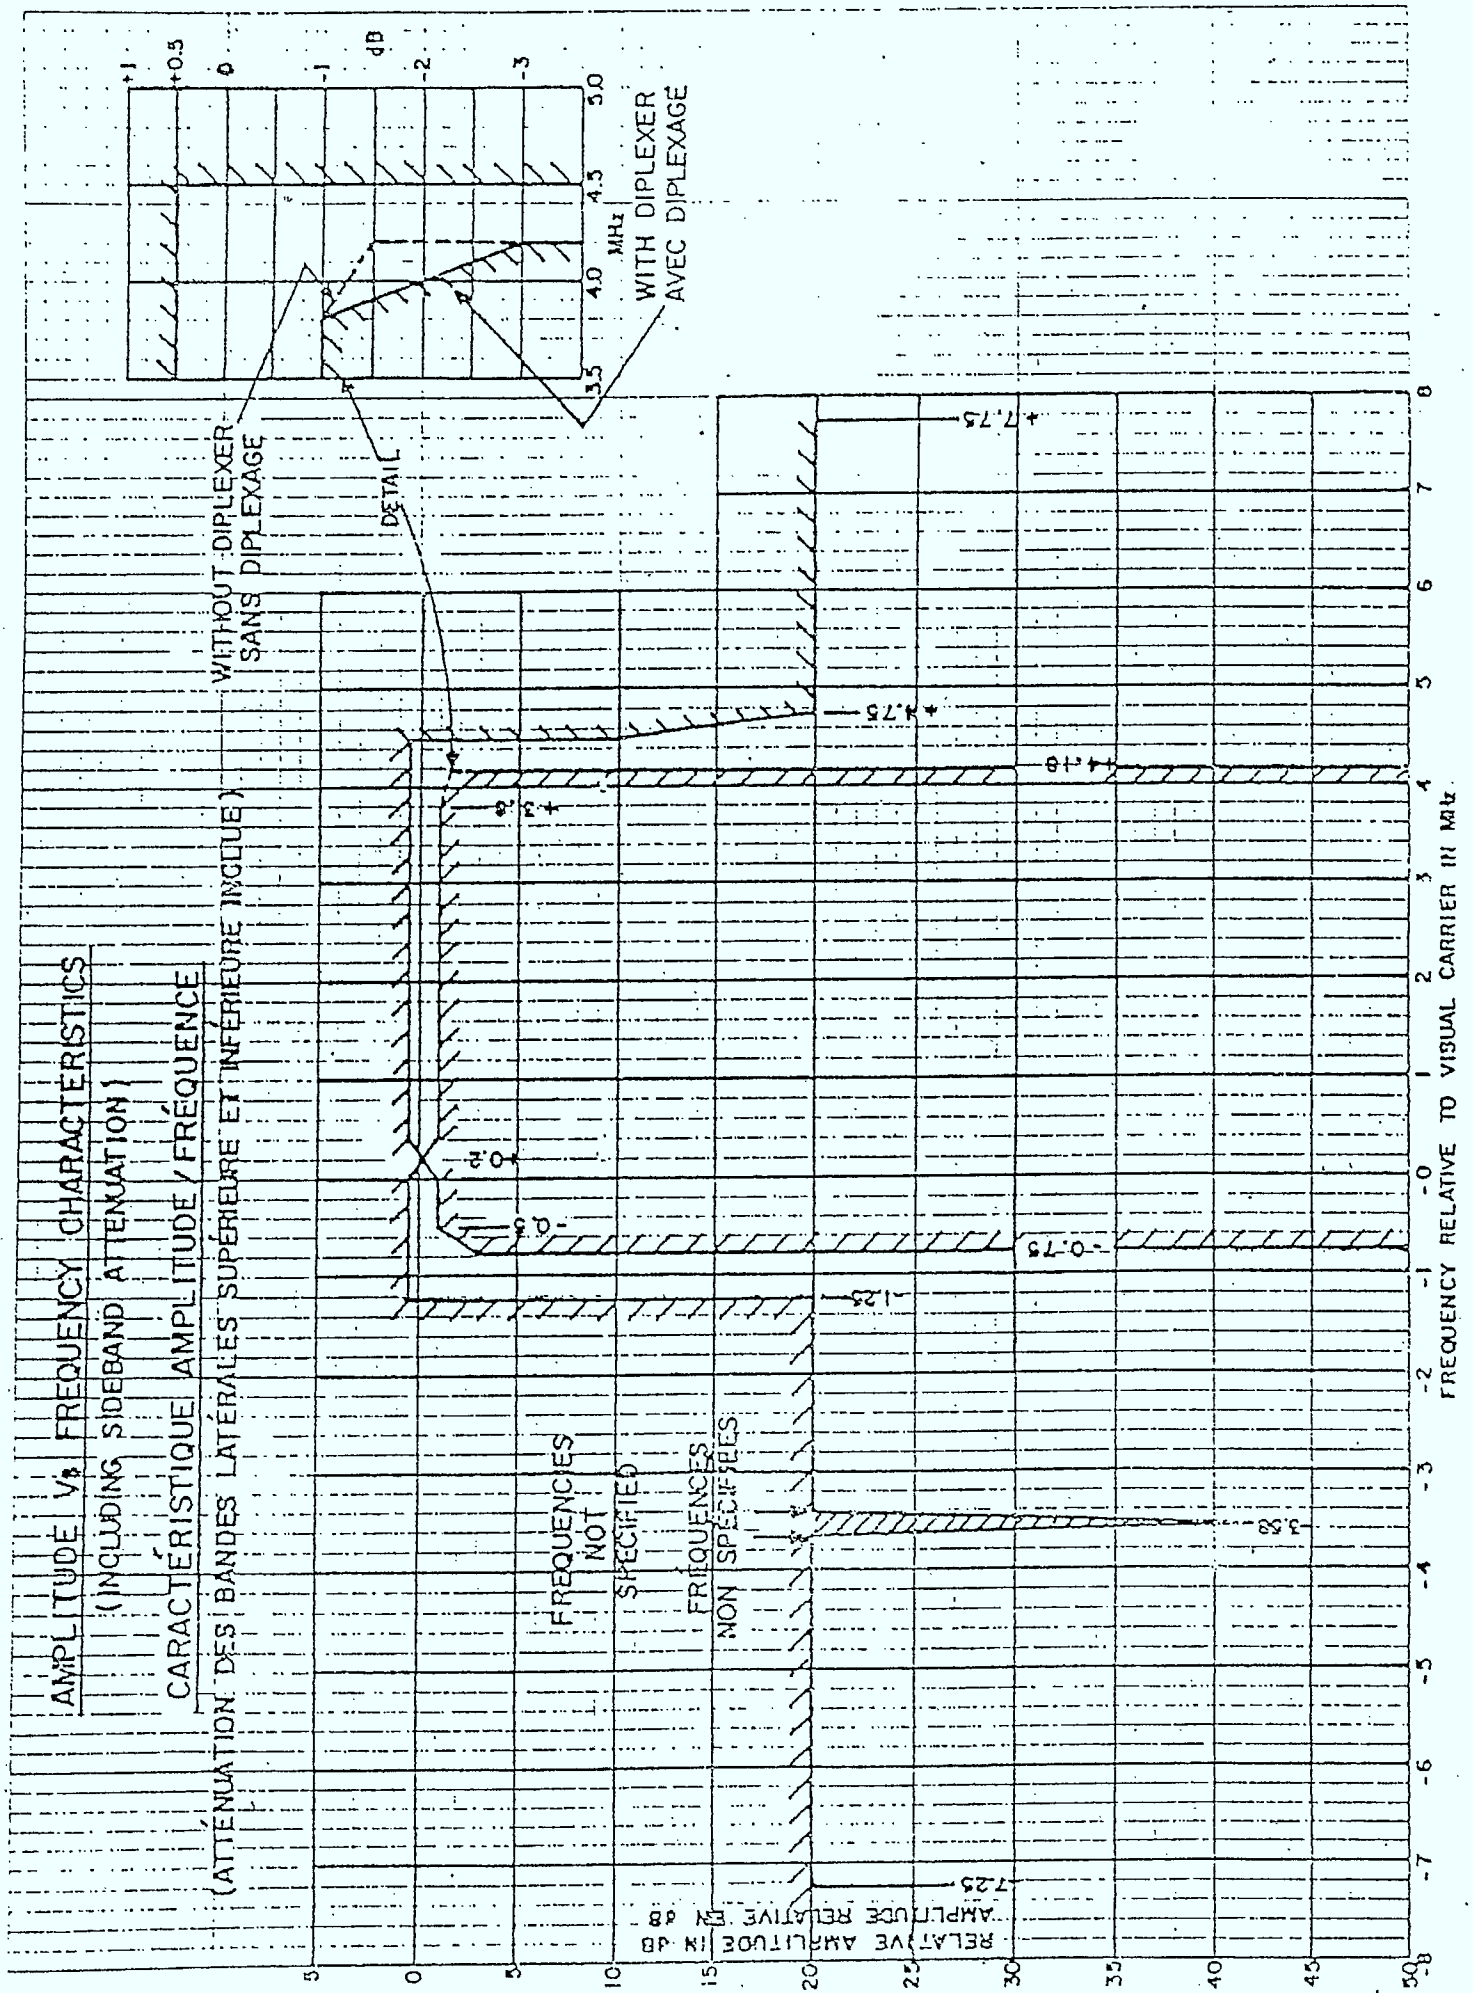 AMPLITUDE Vs FREQUENCY CHARACTERISTICS
(INCLUDING SIDEBAND ATTENUATION)
CARACTÉRISTIQUE AMPLITUDE/FRÉQUENCE
(ATTÉNUATION DES BANDES LATÉRALES SUPÉRIEURE ET INFÉRIEURE INCLUE)
WITHOUT DIPLEXER
SANS DIPLEXAGE
+1
+0.5
0
-1
dB
-2
-3
3.5
4.0
4.5
5.0
MHz
WITH DIPLEXER
AVEC DIPLEXAGE
DETAIL
FREQUENCIES
NOT
SPECIFIED
FREQUENCES
NON SPECIFIEES
-7.25
-3.58
-1.25
-0.75
-0.5
+0.2
+3.8
+4.18
+4.75
+7.75
RELATIVE AMPLITUDE IN dB
AMPLITUDE RELATIVE EN dB
5
0
5
10
15
20
25
30
35
40
45
50
-8
-7
-6
-5
-4
-3
-2
-1
-0
1
2
3
4
5
6
7
8
FREQUENCY RELATIVE TO VISUAL CARRIER IN MHz